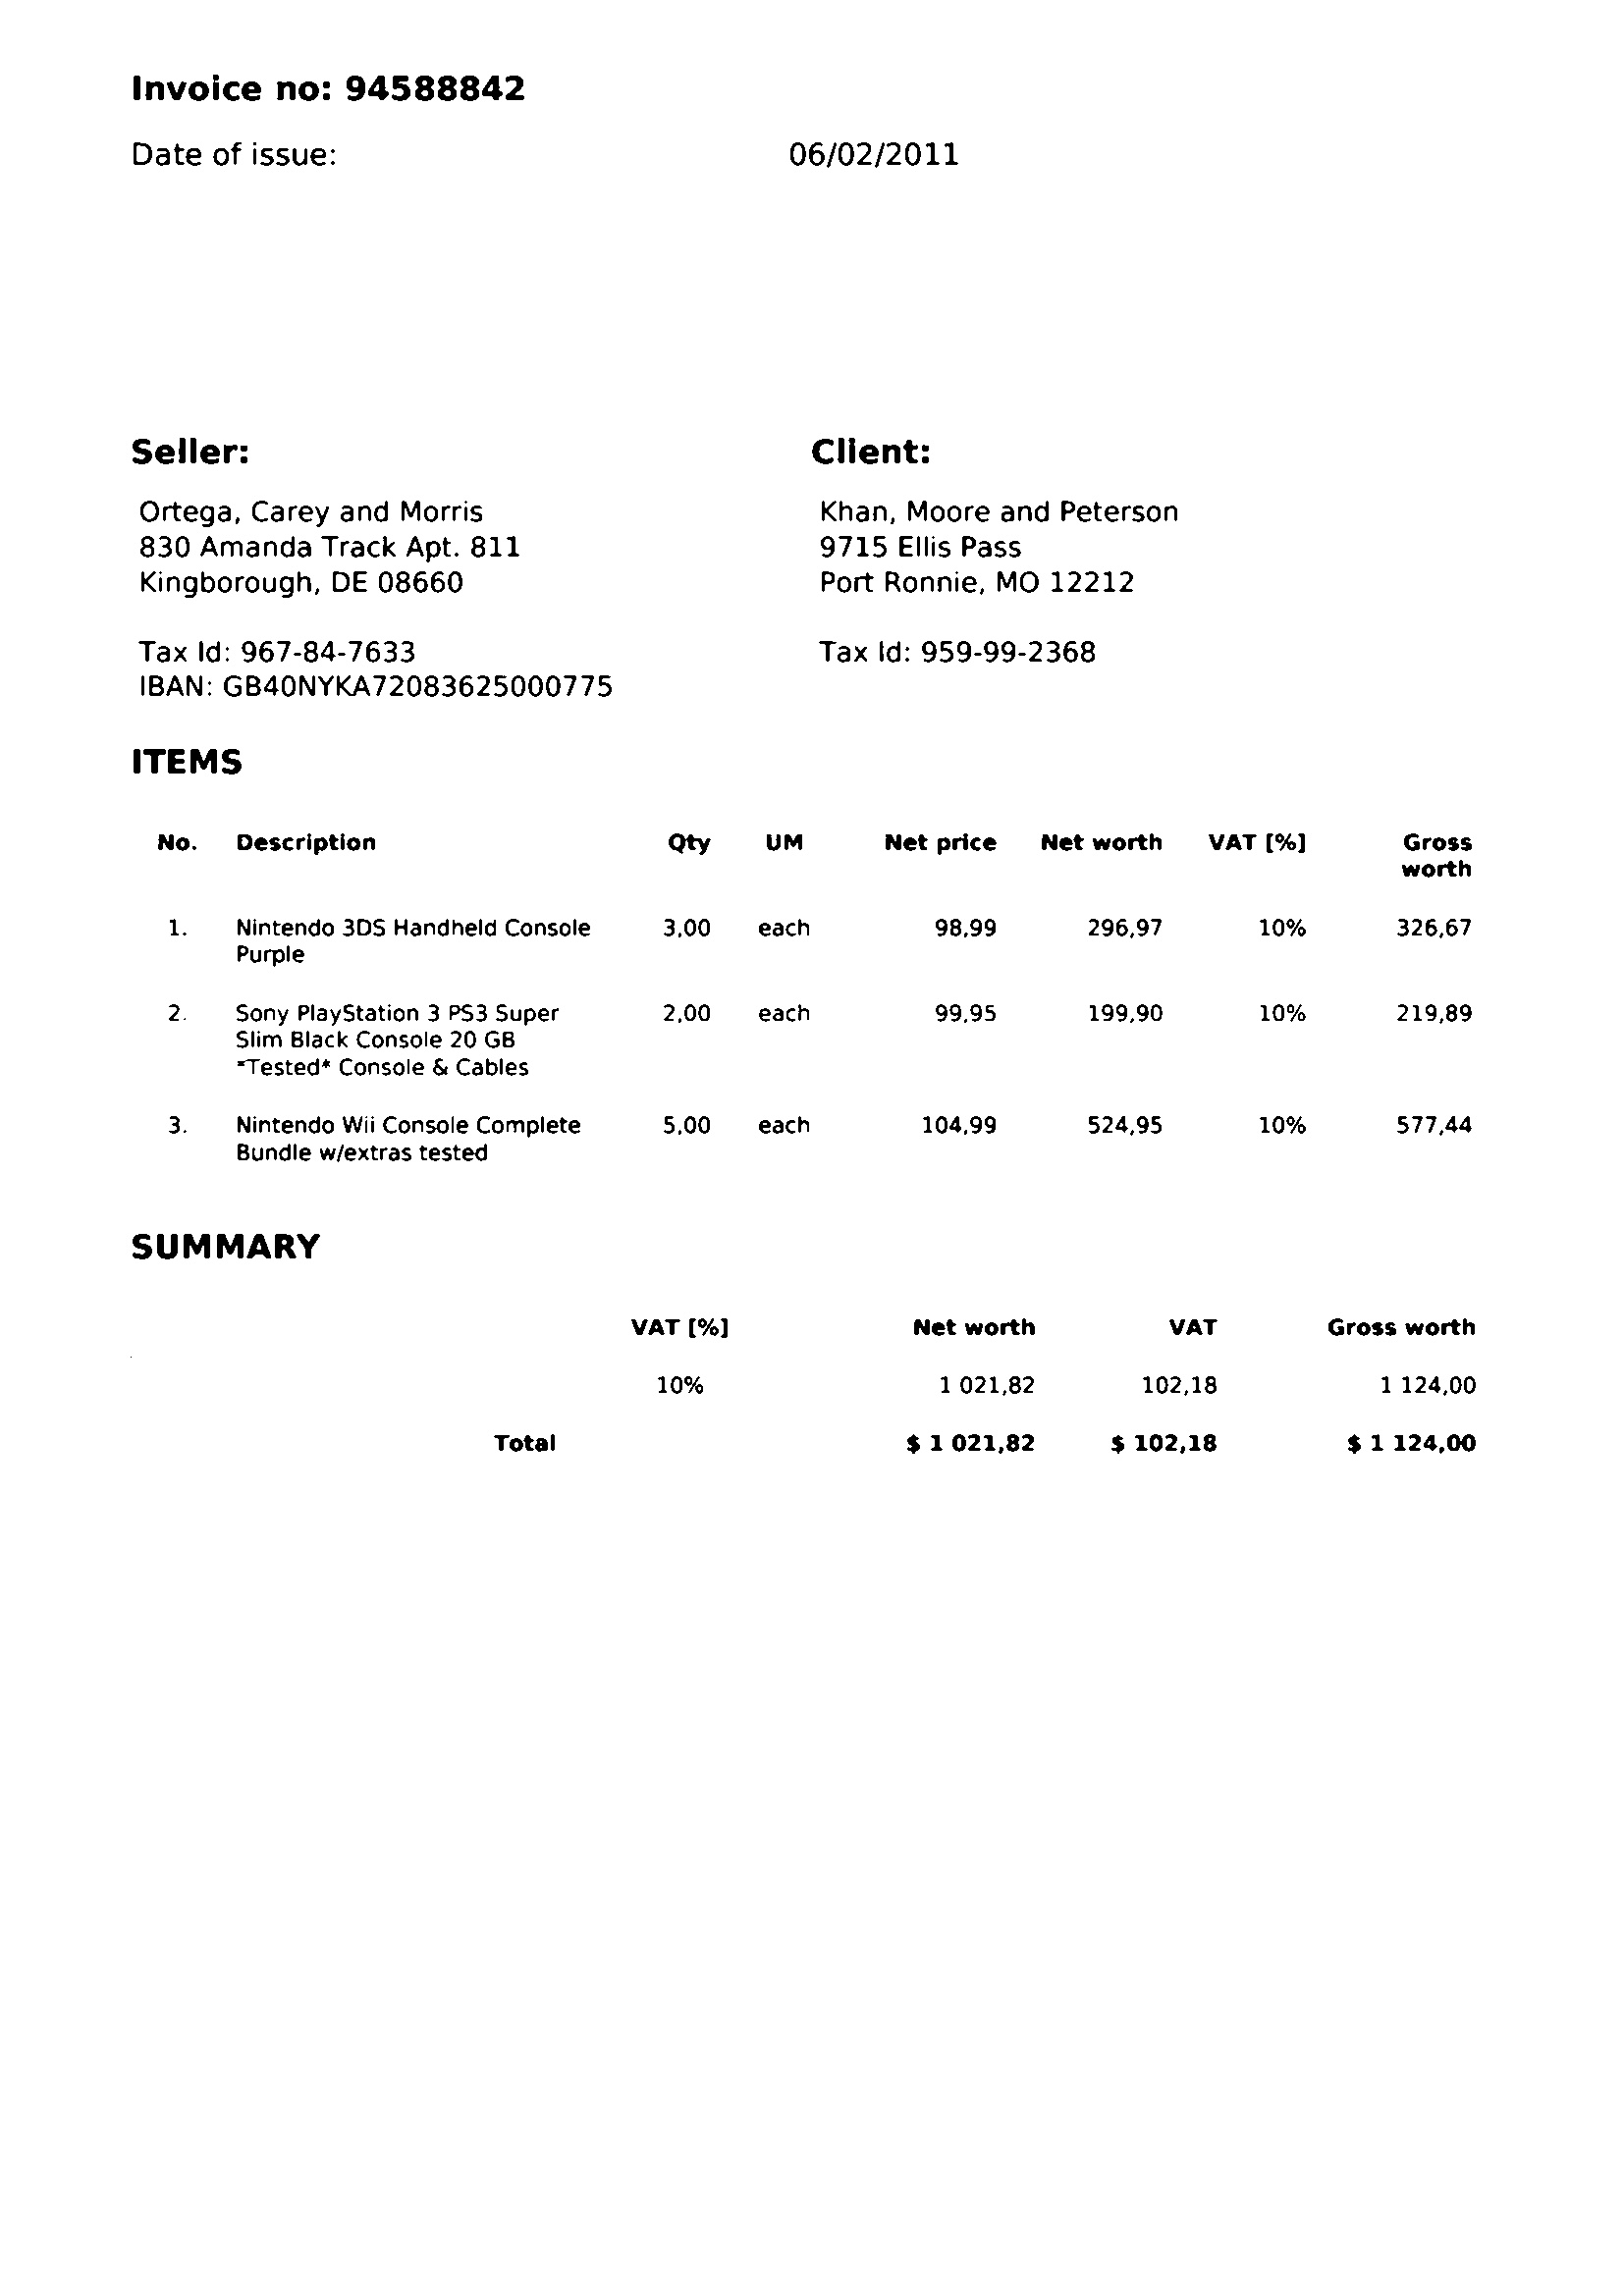 Invoice no: 94588842
Date of issue: 06/02/2011
Seller: Client:
Ortega, Carey and Morris Khan, Moore and Peterson
830 Amanda Track Apt. 811 9715 Ellis Pass
Kingborough, DE 08660 Port Ronnie, MO 12212
Tax Id: 967-84-7633 Tax Id: 959-99-2368
IBAN: GB40NYKA72083625000775
ITEMS
No. Description Qty UM Net price Net worth VAT [%] Gross
worth
1. Nintendo 3DS Handheld Console 3,00 each 98,99 296,97 10% 326,67
Purple
2. Sony PlayStation 3 PS3 Super 2,00 each 99,95 199,90 10% 219,89
Slim Black Console 20 GB
*Tested* Console & Cables
3. Nintendo Wii Console Complete 5,00 each 104,99 524,95 10% 577,44
Bundle w/extras tested
SUMMARY
VAT [%] Net worth VAT Gross worth
10% 1 021,82 102,18 1 124,00
Total $ 1 021,82 $ 102,18 $ 1 124,00